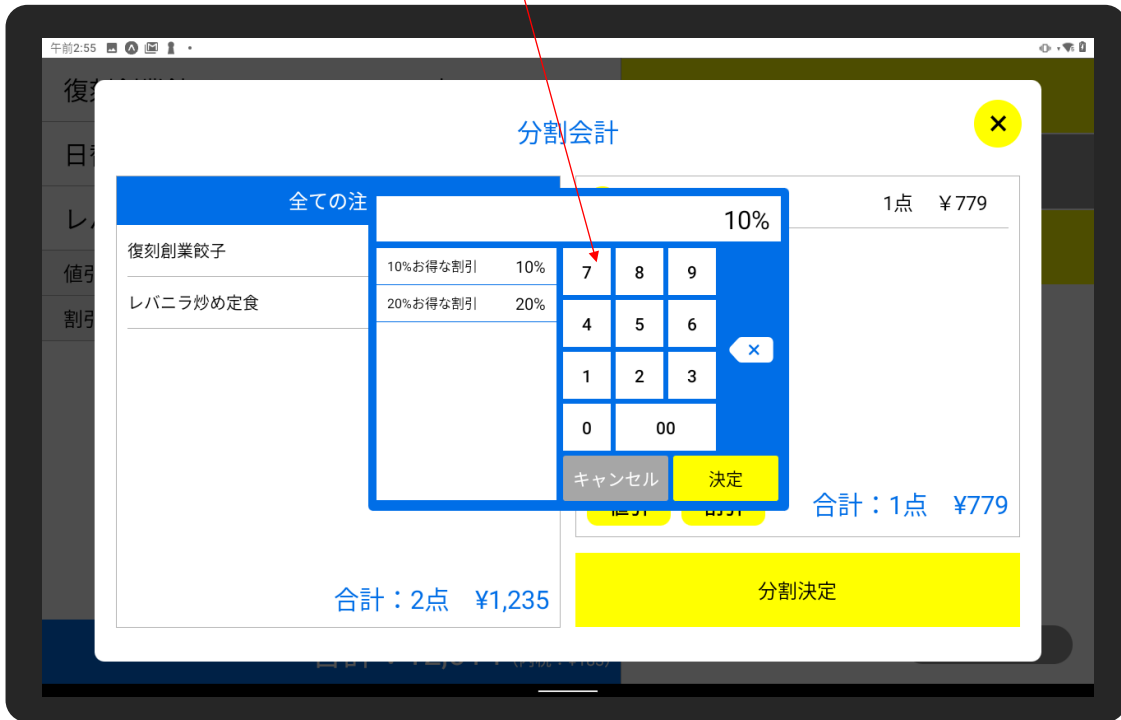 午前2:55
分割会計
全ての注
1点 ¥779
復刻創業餃子
レバニラ炒め定食
10%
10%お得な割引 10%
20%お得な割引 20%
7 8 9
4 5 6
1 2 3
0 00
キャンセル 決定
値引 割引
合計：1点 ¥779
合計：2点 ¥1,235
分割決定